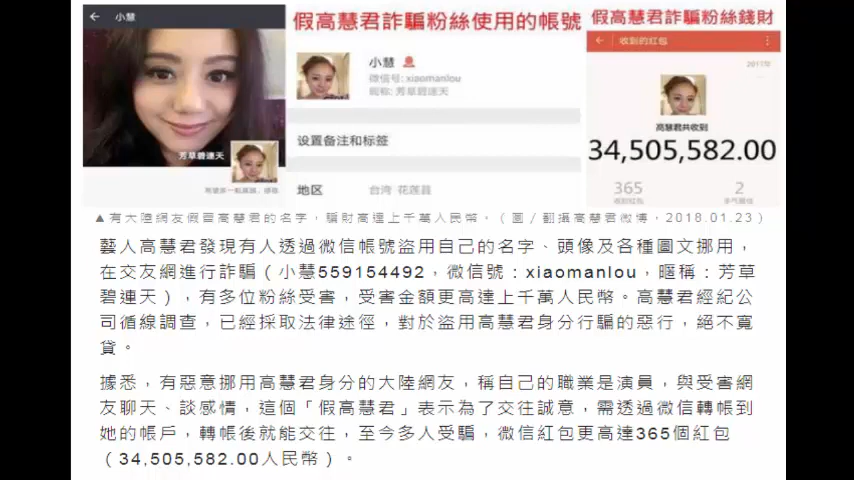 小慧
芳草碧連天
假高慧君詐騙粉絲使用的帳號
小慧
微信号: xiaomanlou
昵称: 芳草碧连天
设置备注和标签
地区
台湾 花莲县
假高慧君詐騙粉絲錢財
收到的红包
2017年
高慧君共收到
34,505,582.00
365
收到红包
2
手气最佳
▲有大陸網友假冒高慧君的名字，騙財高達上千萬人民幣。（圖／翻攝高慧君微博，2018.01.23）
藝人高慧君發現有人透過微信帳號盜用自己的名字、頭像及各種圖文挪用，
在交友網進行詐騙（小慧559154492，微信號：xiaomanlou，暱稱：芳草
碧連天），有多位粉絲受害，受害金額更高達上千萬人民幣。高慧君經紀公
司循線調查，已經採取法律途徑，對於盜用高慧君身分行騙的惡行，絕不寬
貸。
據悉，有惡意挪用高慧君身分的大陸網友，稱自己的職業是演員，與受害網
友聊天、談感情，這個「假高慧君」表示為了交往誠意，需透過微信轉帳到
她的帳戶，轉帳後就能交往，至今多人受騙，微信紅包更高達365個紅包
（34,505,582.00人民幣）。